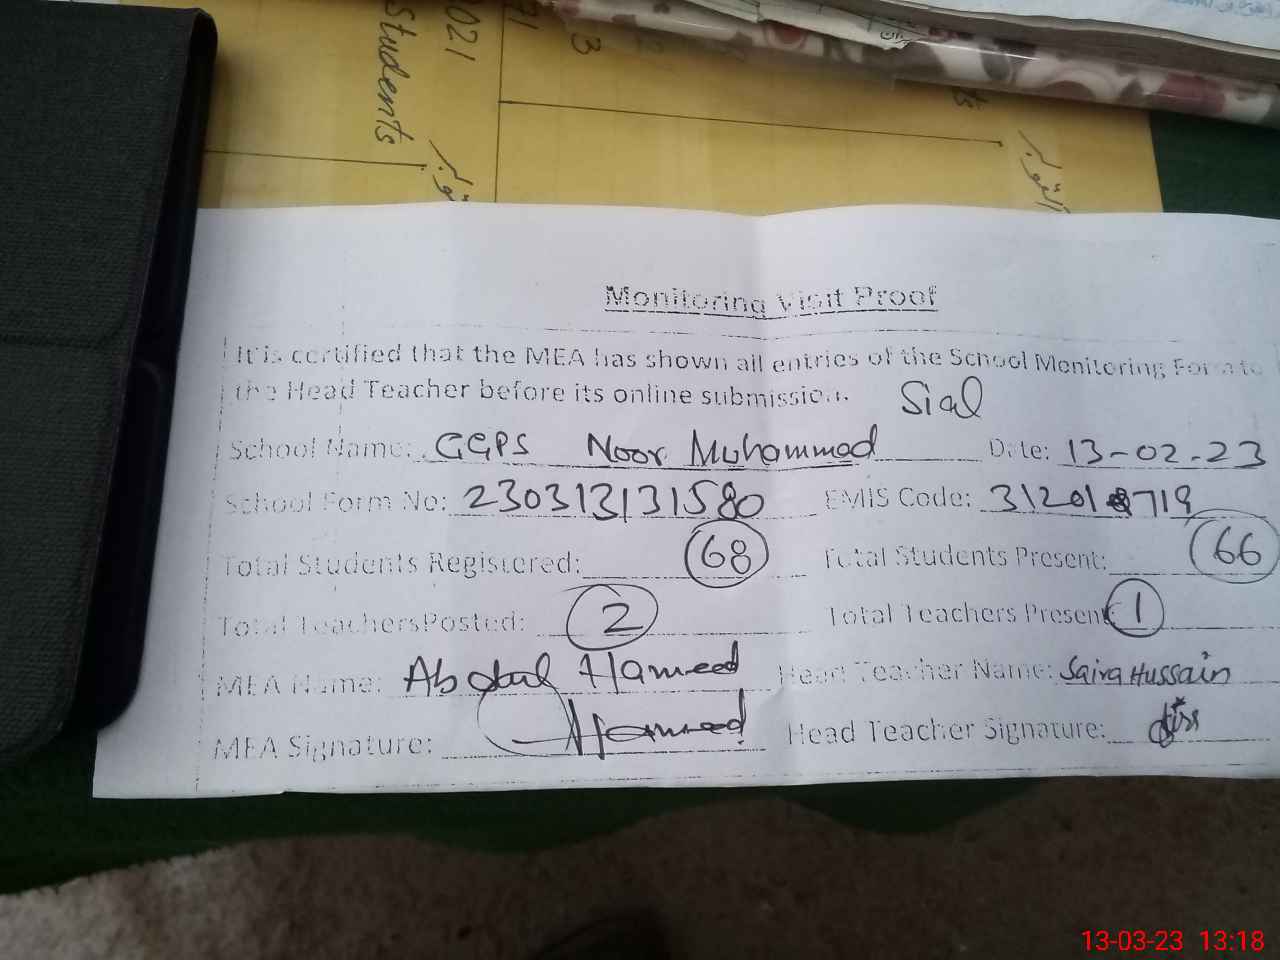 2021
Students
Monitoring Visit Proof
It is certified that the MEA has shown all entries of the School Monitoring Form to
the Head Teacher before its online submission.
Sial
School Name: GGPS Noor Muhammad Date: 13-02-23
School Form No: 230313131580 EMIS Code: 31201 719
Total Students Registered: 68 Total Students Present: 66
Total TeachersPosted: 2 Total Teachers Present: 1
MEA Name: Abdul Hameed Head Teacher Name: Saira Hussain
MEA Signature: Hameed Head Teacher Signature:
13-03-23 13:18